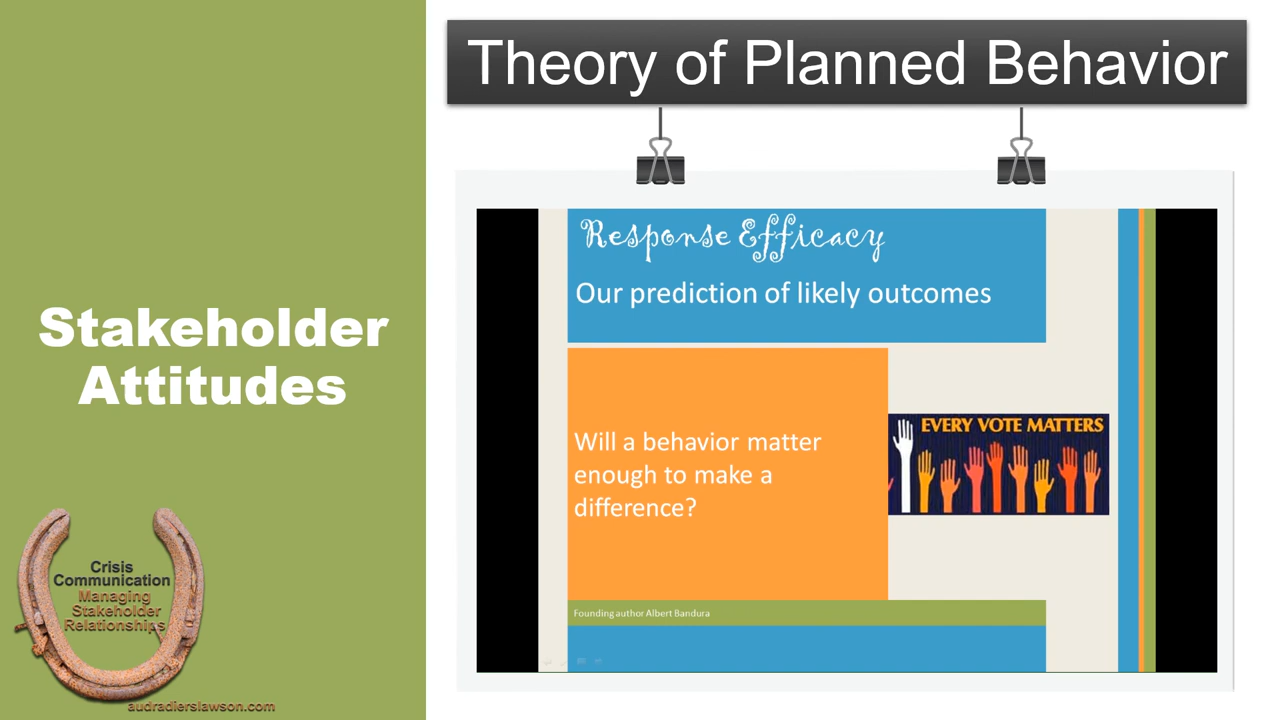 Theory of Planned Behavior
Stakeholder
Attitudes
Response Efficacy
Our prediction of likely outcomes
Will a behavior matter
enough to make a
difference?
EVERY VOTE MATTERS
Founding author Albert Bandura
Crisis
Communication
Managing
Stakeholder
Relationships
audradierslawson.com